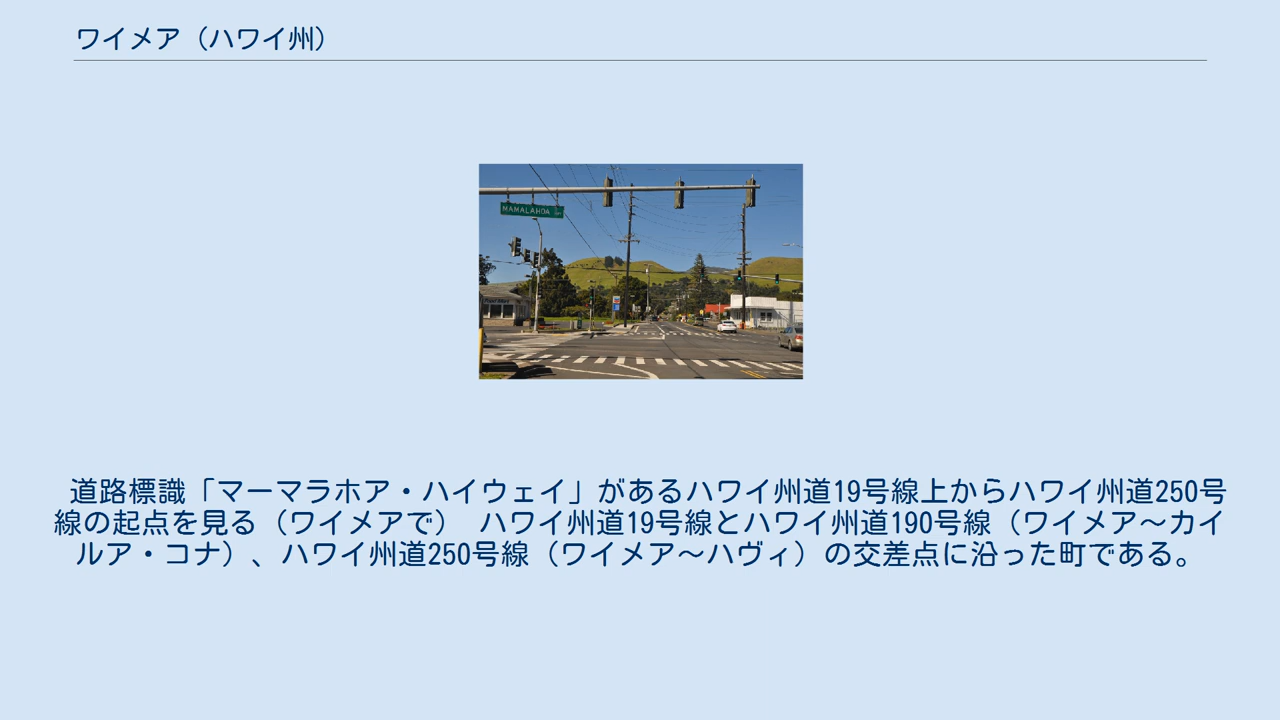 ワイメア（ハワイ州）
MAMALAHOA
道路標識「マーマラホア・ハイウェイ」があるハワイ州道19号線上からハワイ州道250号
線の起点を見る（ワイメアで）　ハワイ州道19号線とハワイ州道190号線（ワイメア〜カイ
ルア・コナ）、ハワイ州道250号線（ワイメア〜ハヴィ）の交差点に沿った町である。